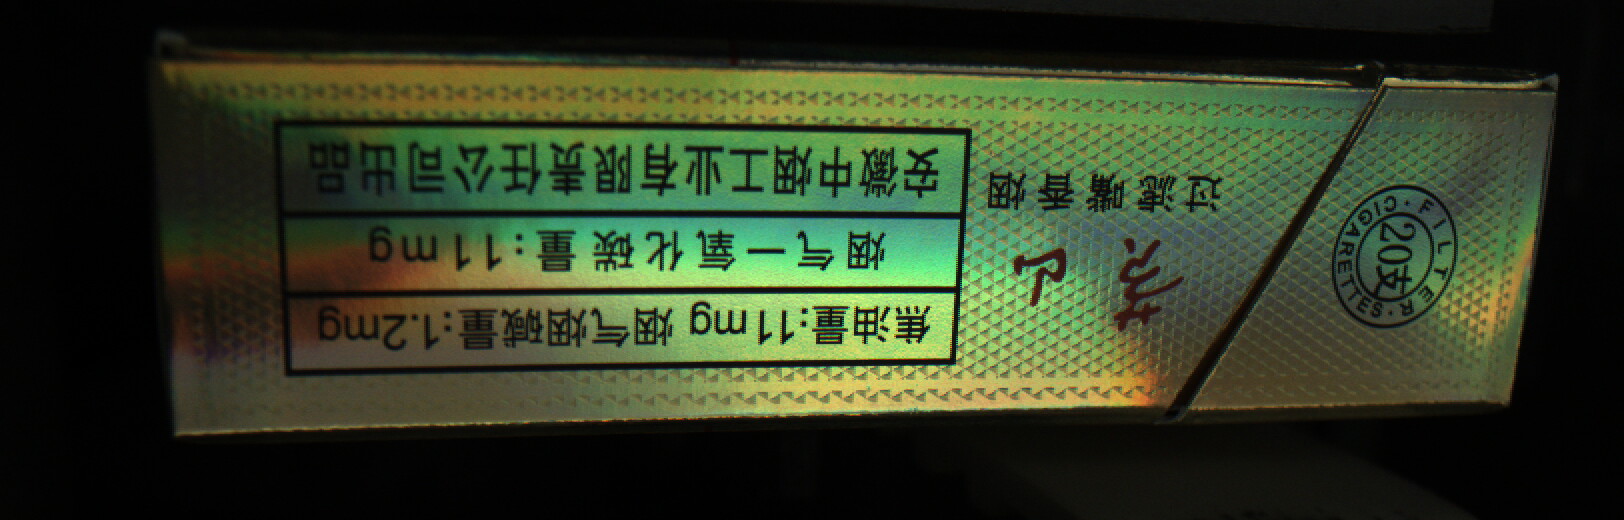 焦油量:11mg 烟气烟碱量:1.2mg
烟气一氧化碳量:11mg
安徽中烟工业有限责任公司出品
黄山
过滤嘴香烟
FILTER·CIGARETTES·
20支